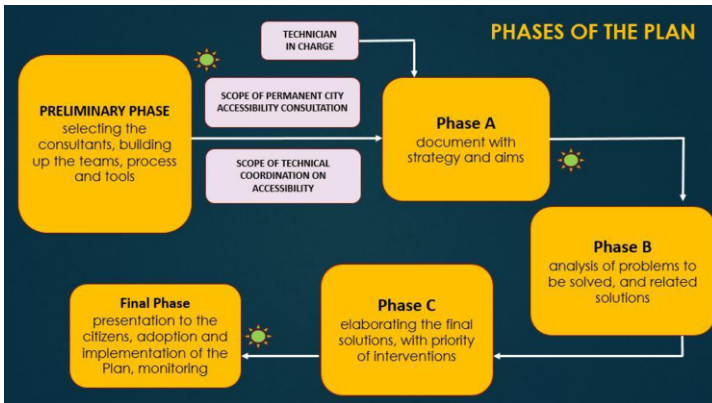 PHASES OF THE PLAN
TECHNICIAN
IN CHARGE
PRELIMINARY PHASE
selecting the
consultants, building
up the teams, process
and tools
SCOPE OF PERMANENT CITY
ACCESSIBILITY CONSULTATION
SCOPE OF TECHNICAL
COORDINATION ON
ACCESSIBILITY
Phase A
document with
strategy and aims
Phase B
analysis of problems to
be solved, and related
solutions
Phase C
elaborating the final
solutions, with priority
of interventions
Final Phase
presentation to the
citizens, adoption and
implementation of the
Plan, monitoring